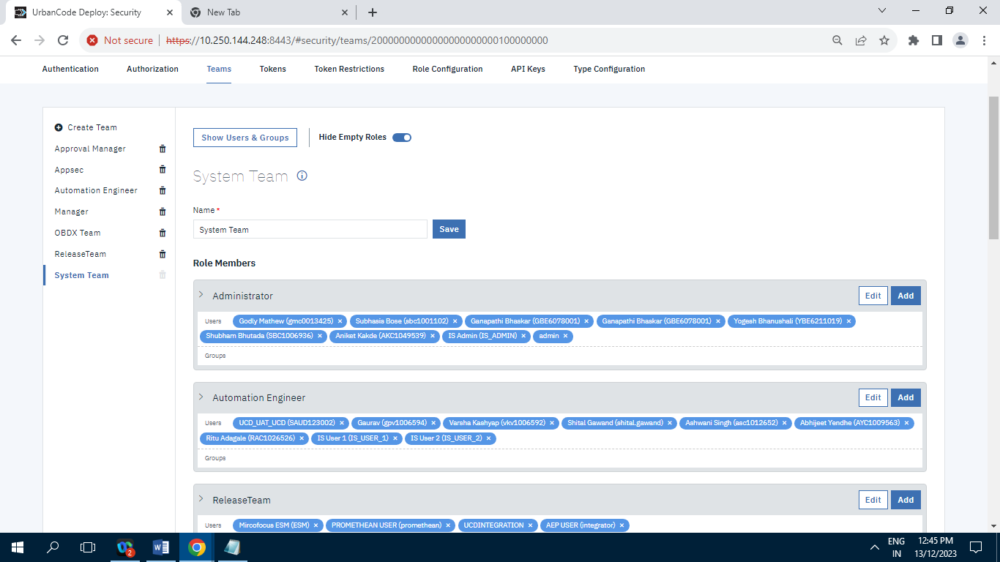 UrbanCode Deploy: Security
New Tab
Not secure https://10.250.144.248:8443/#security/teams/20000000000000000000000100000000
Authentication Authorization Teams Tokens Token Restrictions Role Configuration API Keys Type Configuration
Create Team
Approval Manager
Appsec
Automation Engineer
Manager
OBDX Team
ReleaseTeam
System Team
Show Users & Groups Hide Empty Roles
System Team
Name *
System Team Save
Role Members
Administrator Edit Add
Users Godly Mathew (gmc0013425) × Subhasis Bose (sbc1001102) × Ganapathi Bhaskar (GBE6078001) × Ganapathi Bhaskar (GBE6078001) × Yogesh Bhanushali (YBE6211019) ×
Shubham Bhutada (SBC1006936) × Aniket Kakde (AKC1049539) × IS Admin (IS_ADMIN) × admin ×
Groups
Automation Engineer Edit Add
Users UCD_UAT_UCD (SAUD123002) × Gaurav (gpv1006594) × Varsha Kashyap (vkv1006592) × Shital Gawand (shital.gawand) × Ashwani Singh (asc1012652) × Abhijeet Yendhe (AYC1009563) ×
Ritu Adagale (RAC1026526) × IS User 1 (IS_USER_1) × IS User 2 (IS_USER_2) ×
Groups
ReleaseTeam Edit Add
Users Mircofocus ESM (ESM) × PROMETHEAN USER (promethean) × UCDINTEGRATION × AEP USER (integrator) ×
2
ENG
IN
12:45 PM
13/12/2023